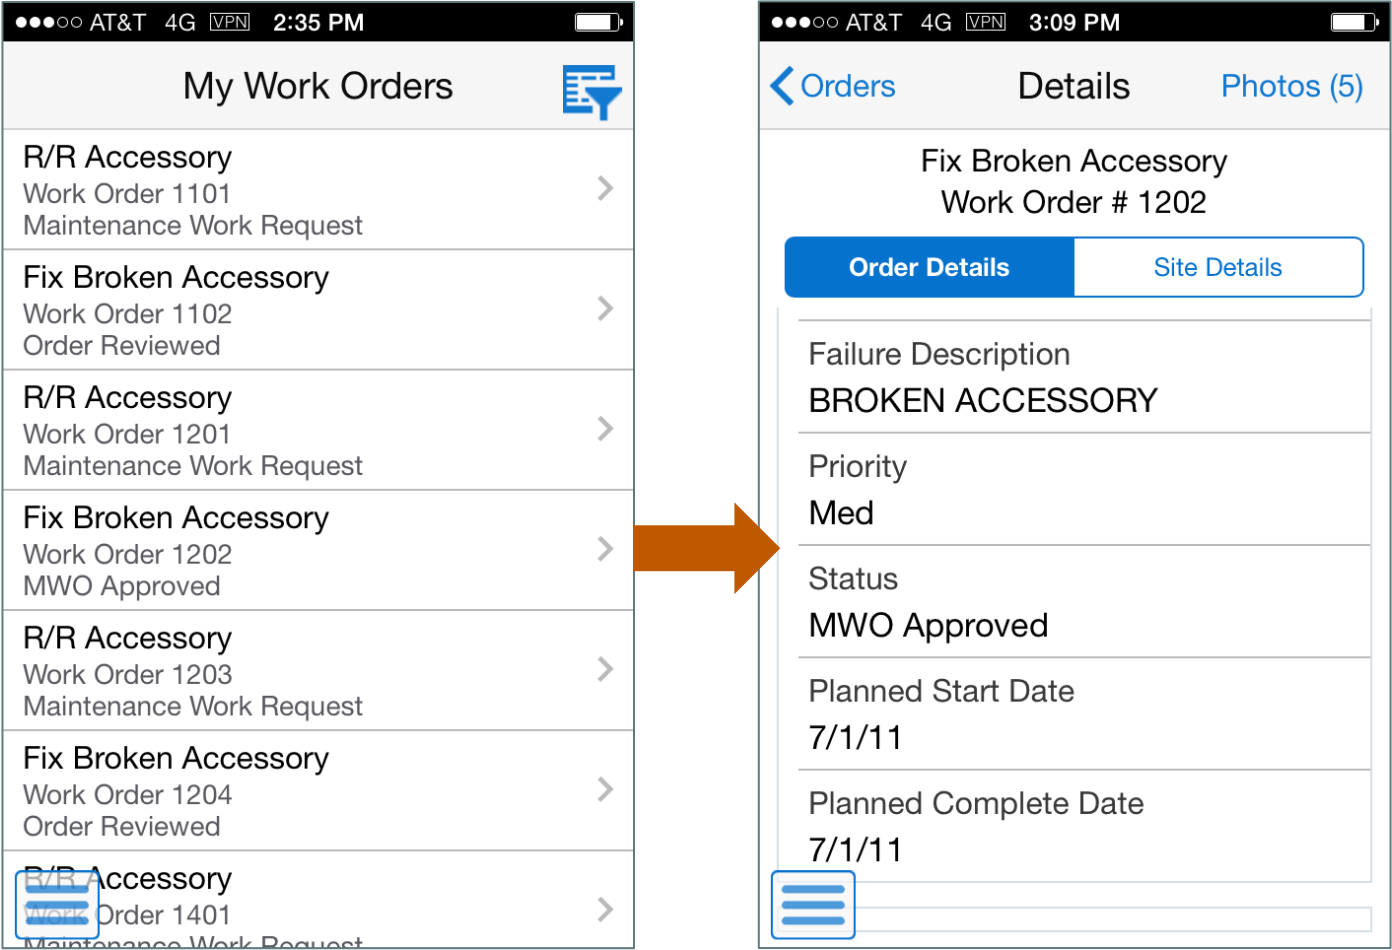 AT&T 4G VPN 2:35 PM
My Work Orders
R/R Accessory
Work Order 1101
Maintenance Work Request
Fix Broken Accessory
Work Order 1102
Order Reviewed
R/R Accessory
Work Order 1201
Maintenance Work Request
Fix Broken Accessory
Work Order 1202
MWO Approved
R/R Accessory
Work Order 1203
Maintenance Work Request
Fix Broken Accessory
Work Order 1204
Order Reviewed
R/R Accessory
Work Order 1401
Maintenance Work Request
AT&T 4G VPN 3:09 PM
Orders Details Photos (5)
Fix Broken Accessory
Work Order # 1202
Order Details Site Details
Failure Description
BROKEN ACCESSORY
Priority
Med
Status
MWO Approved
Planned Start Date
7/1/11
Planned Complete Date
7/1/11